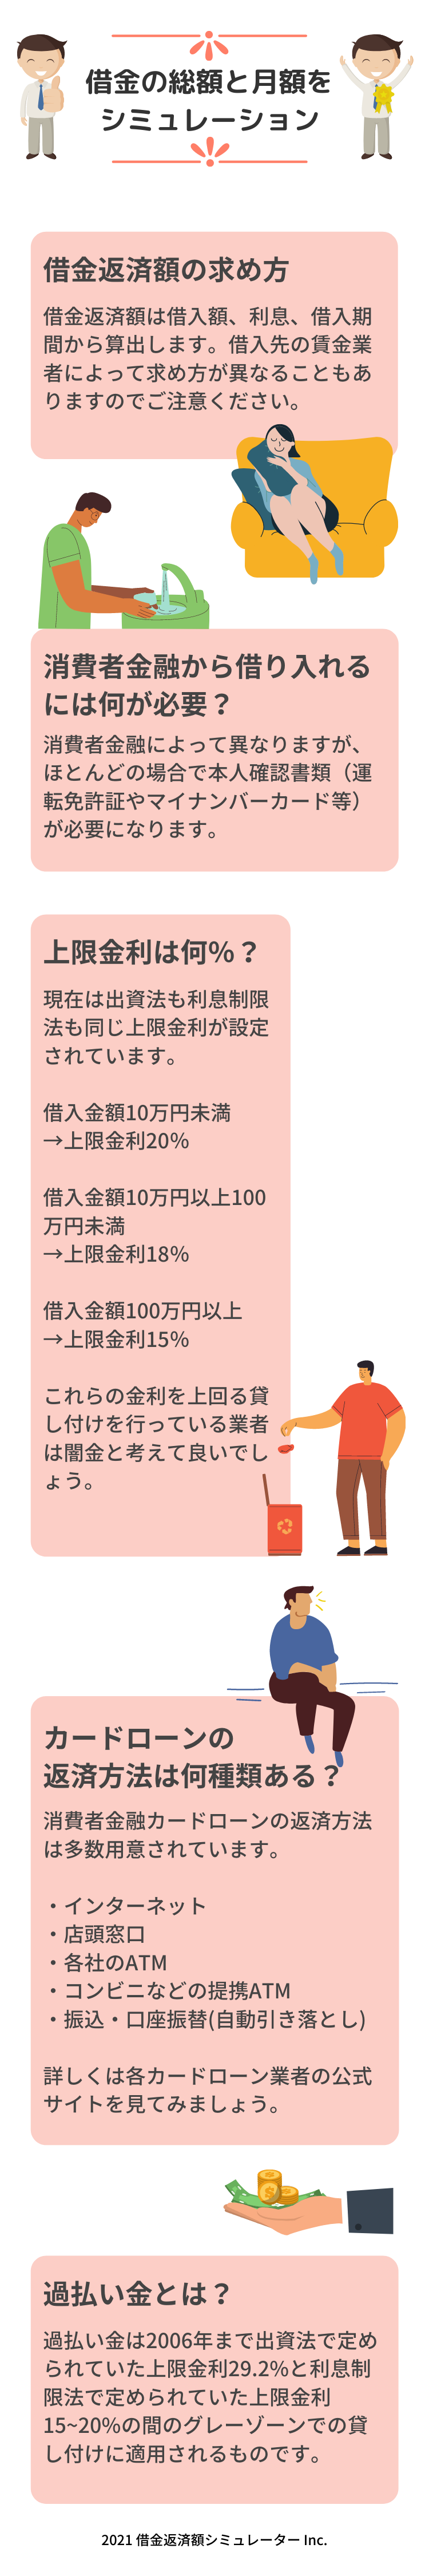 借金の総額と月額を
シミュレーション
借金返済額の求め方
借金返済額は借入額、利息、借入期
間から算出します。借入先の賃金業
者によって求め方が異なることもあ
りますのでご注意ください。
消費者金融から借り入れる
には何が必要？
消費者金融によって異なりますが、
ほとんどの場合で本人確認書類（運
転免許証やマイナンバーカード等）
が必要になります。
上限金利は何％？
現在は出資法も利息制限
法も同じ上限金利が設定
されています。
借入金額10万円未満
→上限金利20%
借入金額10万円以上100
万円未満
→上限金利18%
借入金額100万円以上
→上限金利15%
これらの金利を上回る貸
し付けを行っている業者
は闇金と考えて良いでし
ょう。
カードローンの
返済方法は何種類ある？
消費者金融カードローンの返済方法
は多数用意されています。
・インターネット
・店頭窓口
・各社のATM
・コンビニなどの提携ATM
・振込・口座振替(自動引き落とし)
詳しくは各カードローン業者の公式
サイトを見てみましょう。
過払い金とは？
過払い金は2006年まで出資法で定め
られていた上限金利29.2%と利息制
限法で定められていた上限金利
15~20%の間のグレーゾーンでの貸
し付けに適用されるものです。
2021 借金返済額シミュレーター Inc.